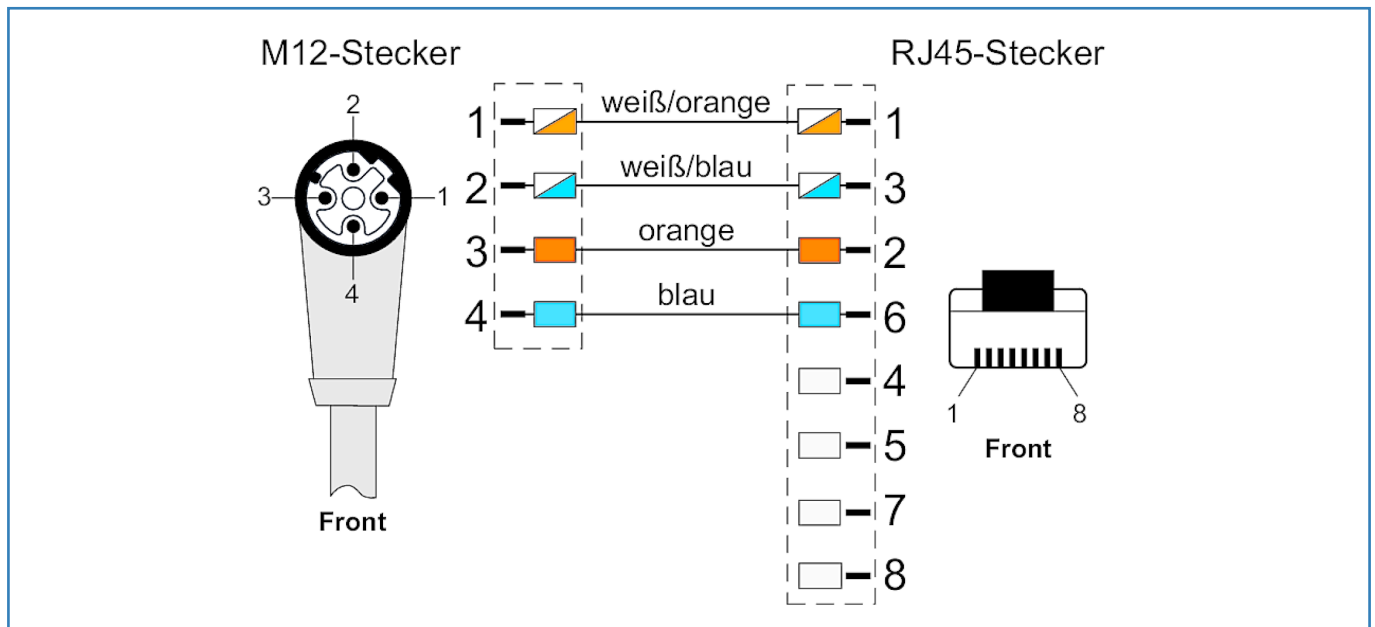 M12-Stecker
RJ45-Stecker
2
3
1
4
Front
1 weiß/orange 1
2 weiß/blau 3
3 orange 2
4 blau 6
4
5
7
8
1 8
Front